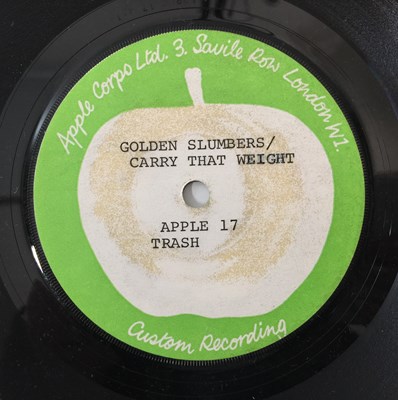 Apple Corps Ltd. 3. Savile Row London W1.
GOLDEN SLUMBERS/
CARRY THAT WEIGHT
APPLE 17
TRASH
Custom Recording